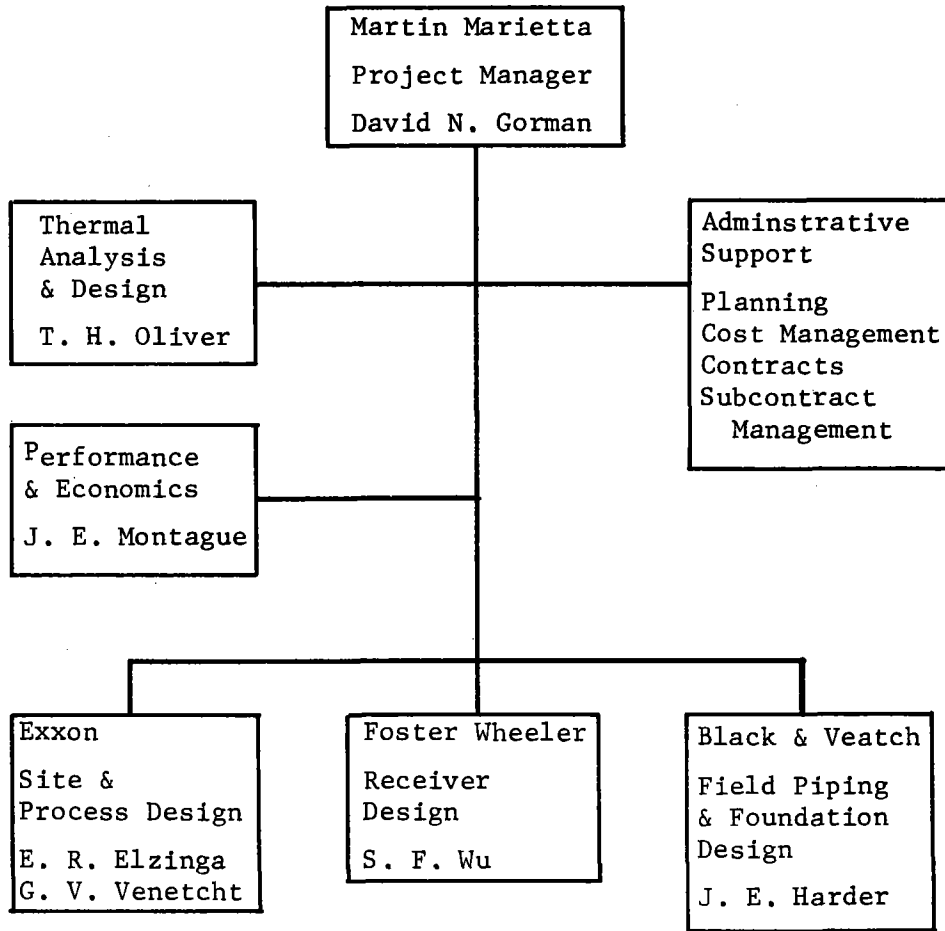 Martin Marietta
Project Manager
David N. Gorman
Thermal
Analysis
& Design
T. H. Oliver
Adminstrative
Support
Planning
Cost Management
Contracts
Subcontract
Management
Performance
& Economics
J. E. Montague
Exxon
Site &
Process Design
E. R. Elzinga
G. V. Venetcht
Foster Wheeler
Receiver
Design
S. F. Wu
Black & Veatch
Field Piping
& Foundation
Design
J. E. Harder